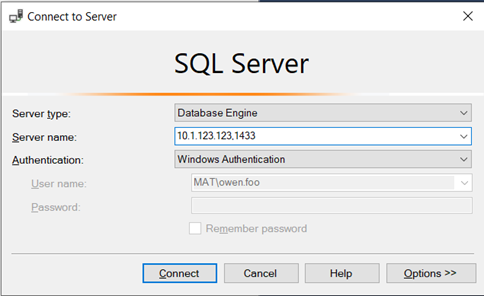 Connect to Server
SQL Server
Server type: Database Engine
Server name: 10.1.123.123,1433
Authentication: Windows Authentication
User name: MAT\owen.foo
Password:
Remember password
Connect Cancel Help Options >>